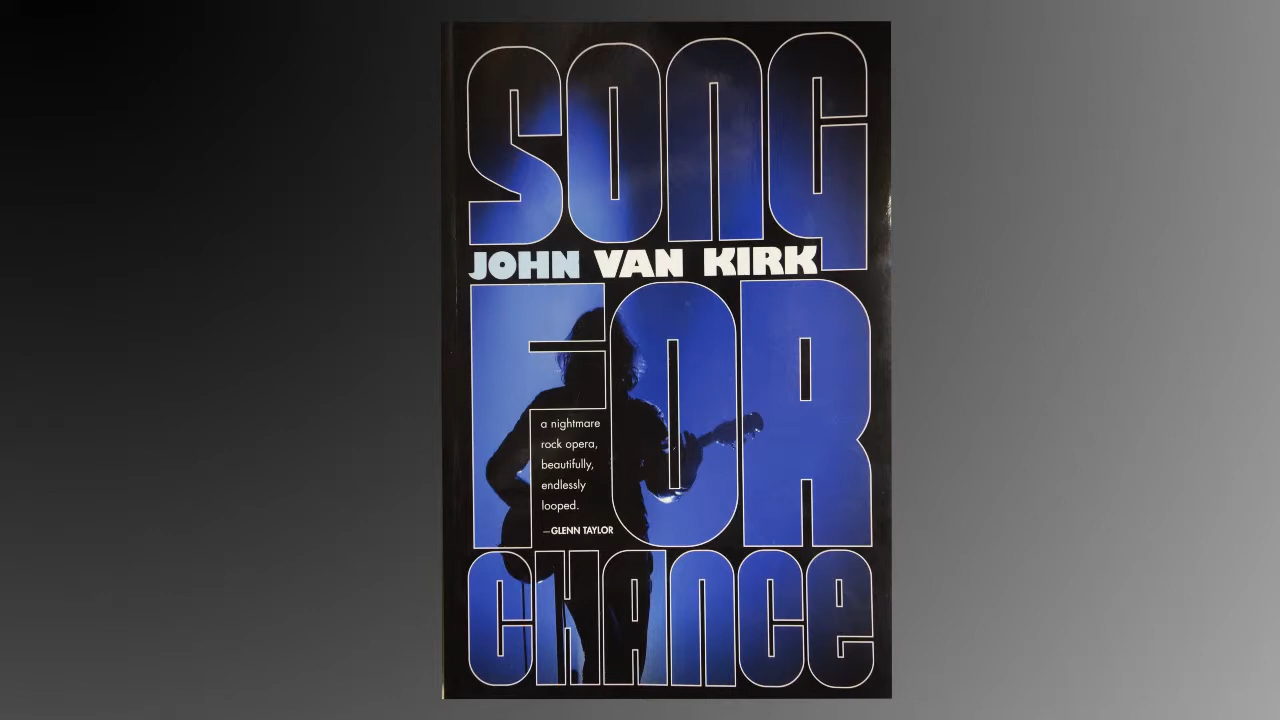 SONG
JOHN VAN KIRK
FOR
a nightmare
rock opera,
beautifully,
endlessly
looped.
—GLENN TAYLOR
CHANCE